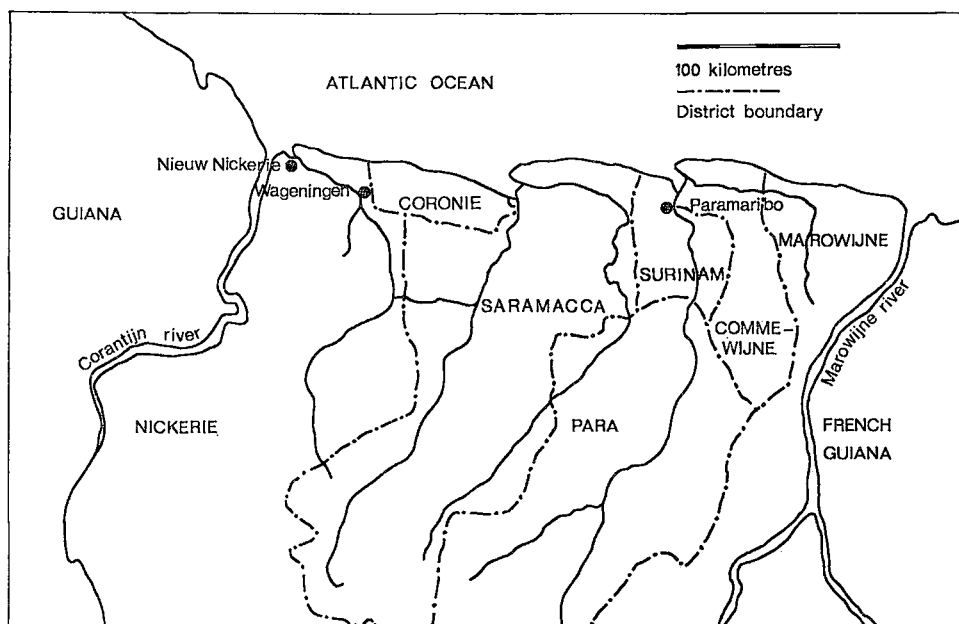 ATLANTIC OCEAN
100 kilometres
District boundary
Nieuw Nickerie
Wageningen
CORONIE
Paramaribo
GUIANA
MAROWIJNE
SURINAM
SARAMACCA
COMME-
WIJNE
Corantijn river
Marowijne river
NICKERIE
PARA
FRENCH
GUIANA